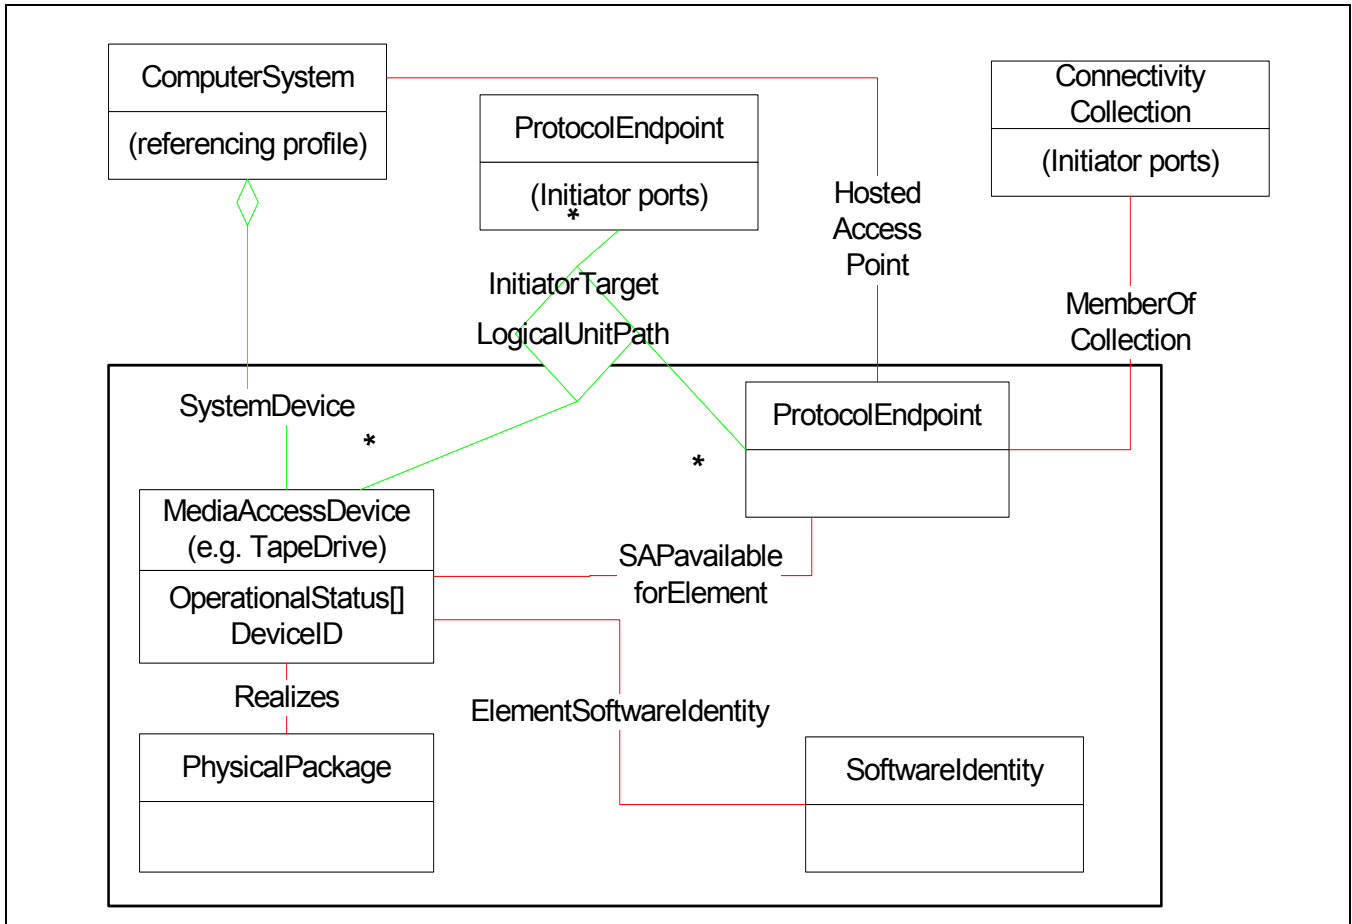 ComputerSystem
(referencing profile)
ProtocolEndpoint
(Initiator ports)
*
Connectivity
Collection
(Initiator ports)
Hosted
Access
Point
InitiatorTarget
LogicalUnitPath
MemberOf
Collection
SystemDevice
*
*
ProtocolEndpoint
MediaAccessDevice
(e.g. TapeDrive)
OperationalStatus[]
DeviceID
SAPavailable
forElement
Realizes
ElementSoftwareIdentity
PhysicalPackage
SoftwareIdentity